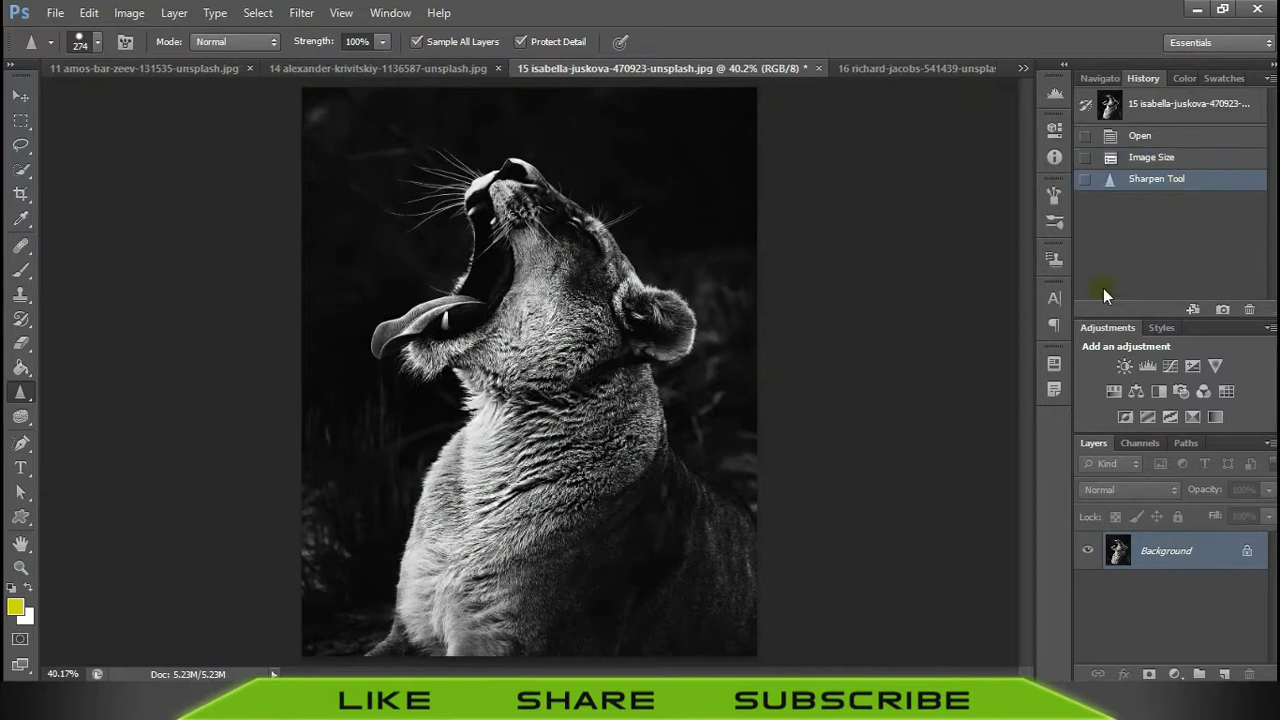 Ps File Edit Image Layer Type Select Filter View Window Help
274 Mode: Normal Strength: 100% Sample All Layers Protect Detail Essentials
11 amos-bar-zeev-131535-unsplash.jpg × 14 alexander-krivitskiy-1136587-unsplash.jpg × 15 isabella-juskova-470923-unsplash.jpg @ 40.2% (RGB/8) * × 16 richard-jacobs-541439-unspla
Navigato History Color Swatches
15 isabella-juskova-470923-...
Open
Image Size
Sharpen Tool
Adjustments Styles
Add an adjustment
Layers Channels Paths
Kind
Normal Opacity: 100%
Lock: Fill: 100%
Background
40.17% Doc: 5.23M/5.23M
LIKE SHARE SUBSCRIBE